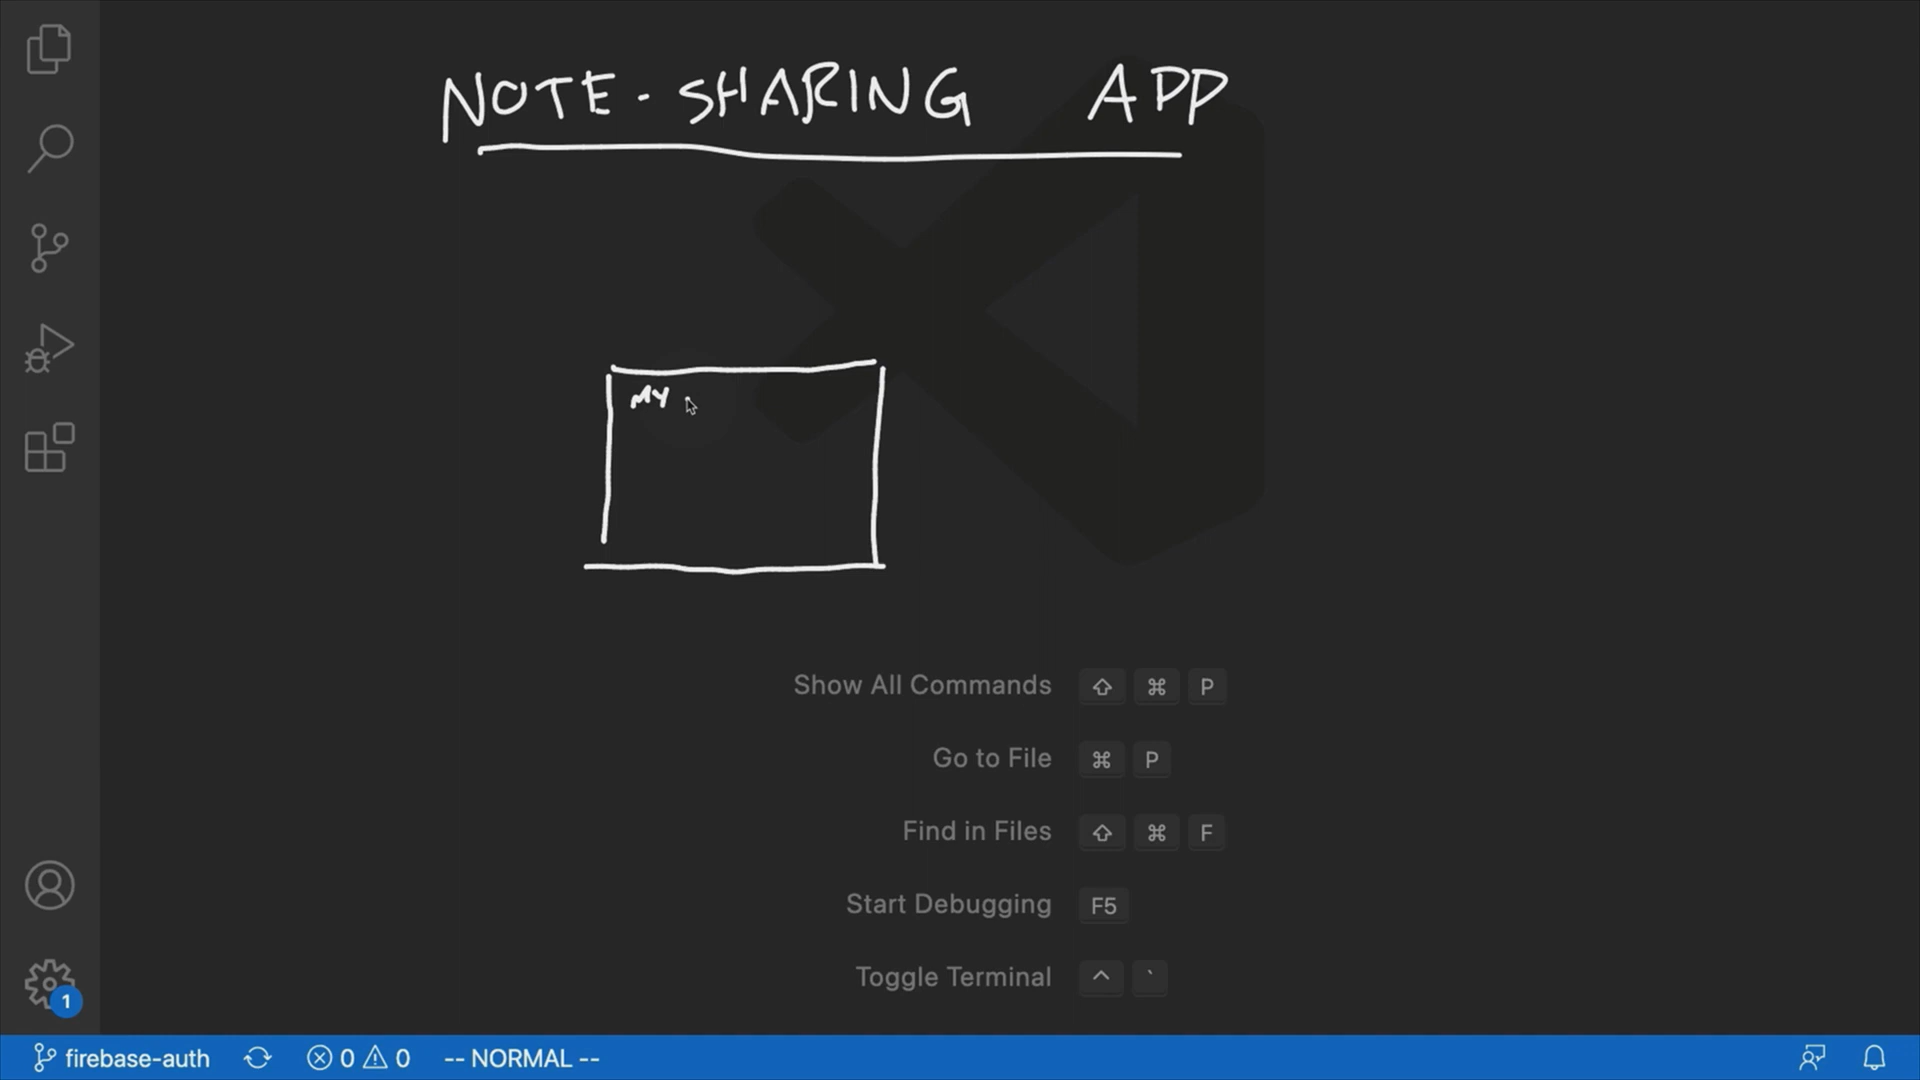 NOTE-SHARING APP
MY
Show All Commands ⇧ ⌘ P
Go to File ⌘ P
Find in Files ⇧ ⌘ F
Start Debugging F5
Toggle Terminal ^ `
1
firebase-auth 0 0 -- NORMAL --